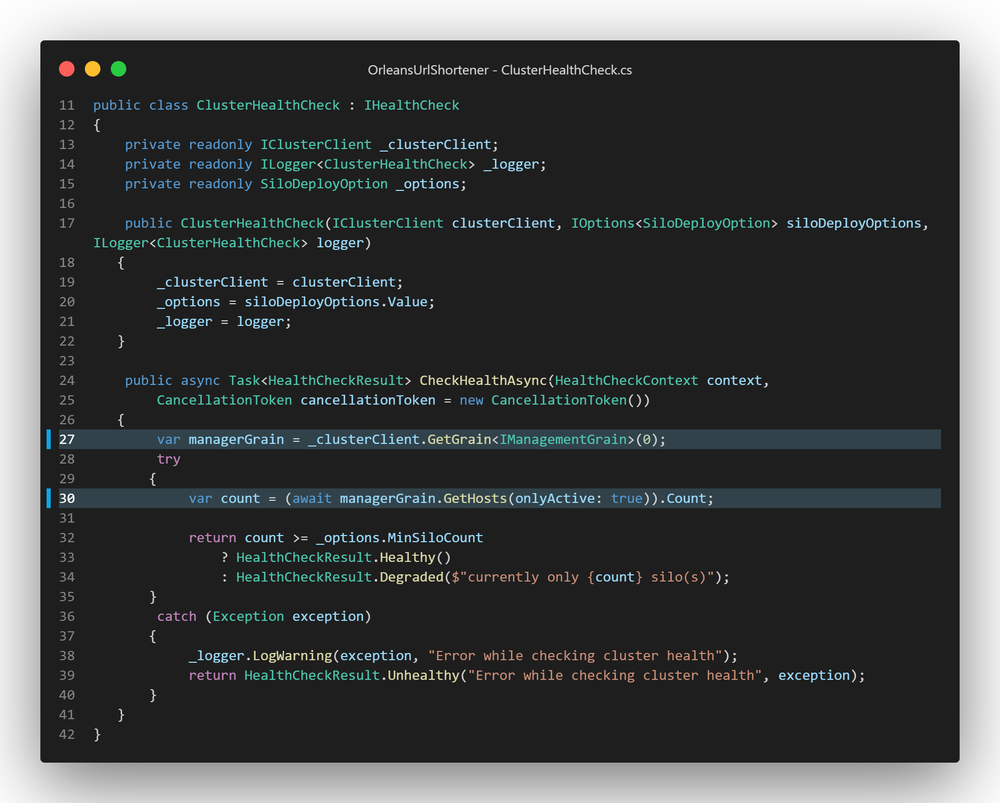 OrleansUrlShortener - ClusterHealthCheck.cs
11 public class ClusterHealthCheck : IHealthCheck
12 {
13     private readonly IClusterClient _clusterClient;
14     private readonly ILogger<ClusterHealthCheck> _logger;
15     private readonly SiloDeployOption _options;
16
17     public ClusterHealthCheck(IClusterClient clusterClient, IOptions<SiloDeployOption> siloDeployOptions,
ILogger<ClusterHealthCheck> logger)
18    {
19         _clusterClient = clusterClient;
20         _options = siloDeployOptions.Value;
21         _logger = logger;
22    }
23
24     public async Task<HealthCheckResult> CheckHealthAsync(HealthCheckContext context,
25         CancellationToken cancellationToken = new CancellationToken())
26    {
27         var managerGrain = _clusterClient.GetGrain<IManagementGrain>(0);
28         try
29        {
30             var count = (await managerGrain.GetHosts(onlyActive: true)).Count;
31
32             return count >= _options.MinSiloCount
33                 ? HealthCheckResult.Healthy()
34                 : HealthCheckResult.Degraded($"currently only {count} silo(s)");
35        }
36         catch (Exception exception)
37        {
38             _logger.LogWarning(exception, "Error while checking cluster health");
39             return HealthCheckResult.Unhealthy("Error while checking cluster health", exception);
40        }
41    }
42 }